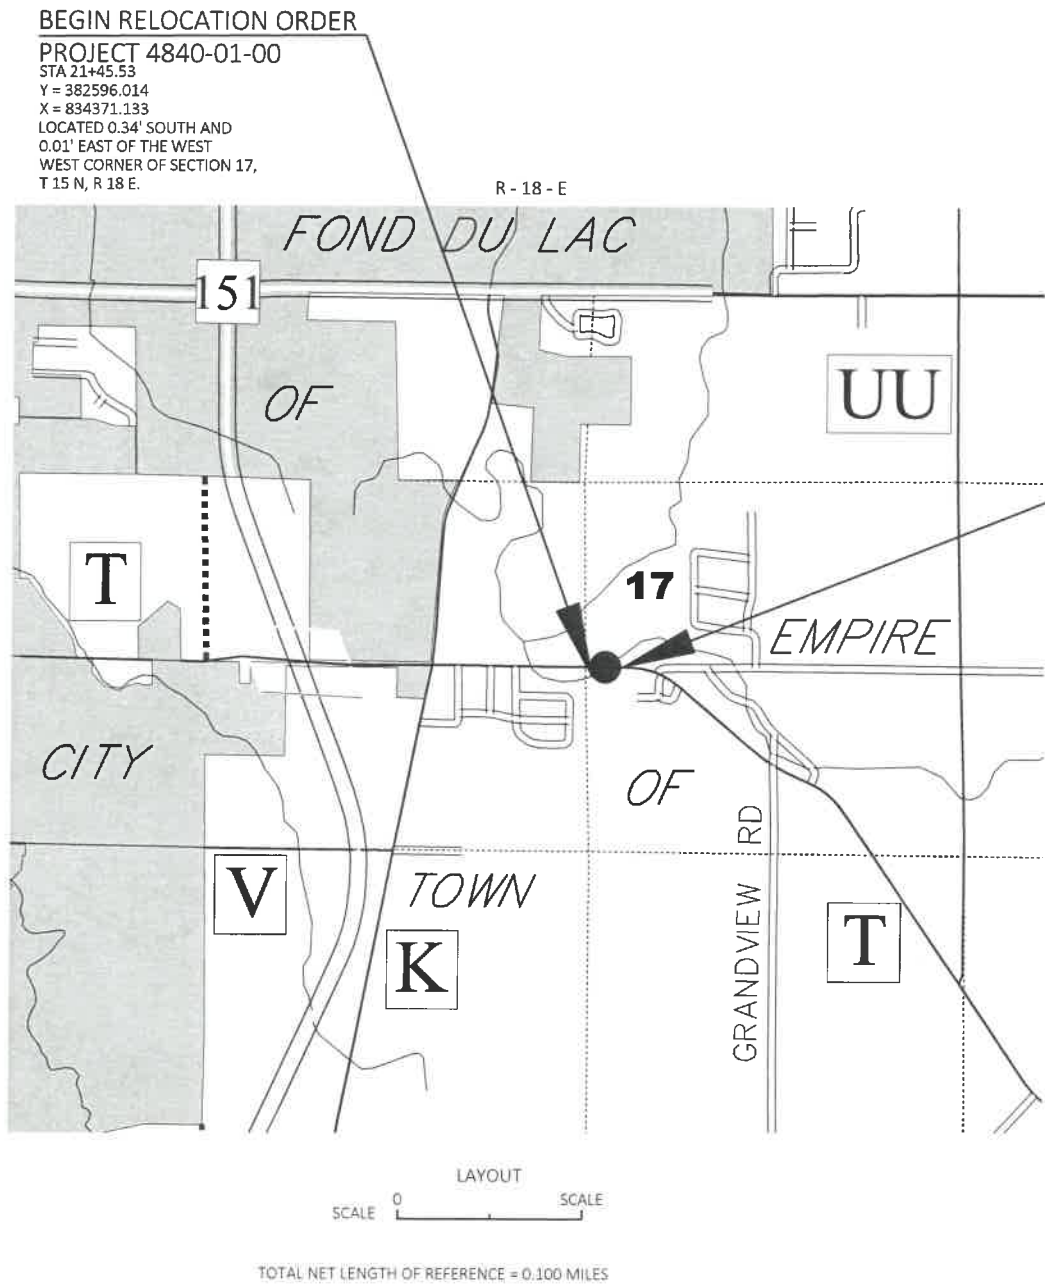 BEGIN RELOCATION ORDER
PROJECT 4840-01-00
STA 21+45.53
Y = 382596.014
X = 834371.133
LOCATED 0.34' SOUTH AND
0.01' EAST OF THE WEST
WEST CORNER OF SECTION 17,
T 15 N, R 18 E.
R - 18 - E
FOND DU LAC
151
OF
UU
T
17
EMPIRE
CITY
OF
GRANDVIEW RD
V
TOWN
K
T
LAYOUT
0
SCALE
SCALE
TOTAL NET LENGTH OF REFERENCE = 0.100 MILES